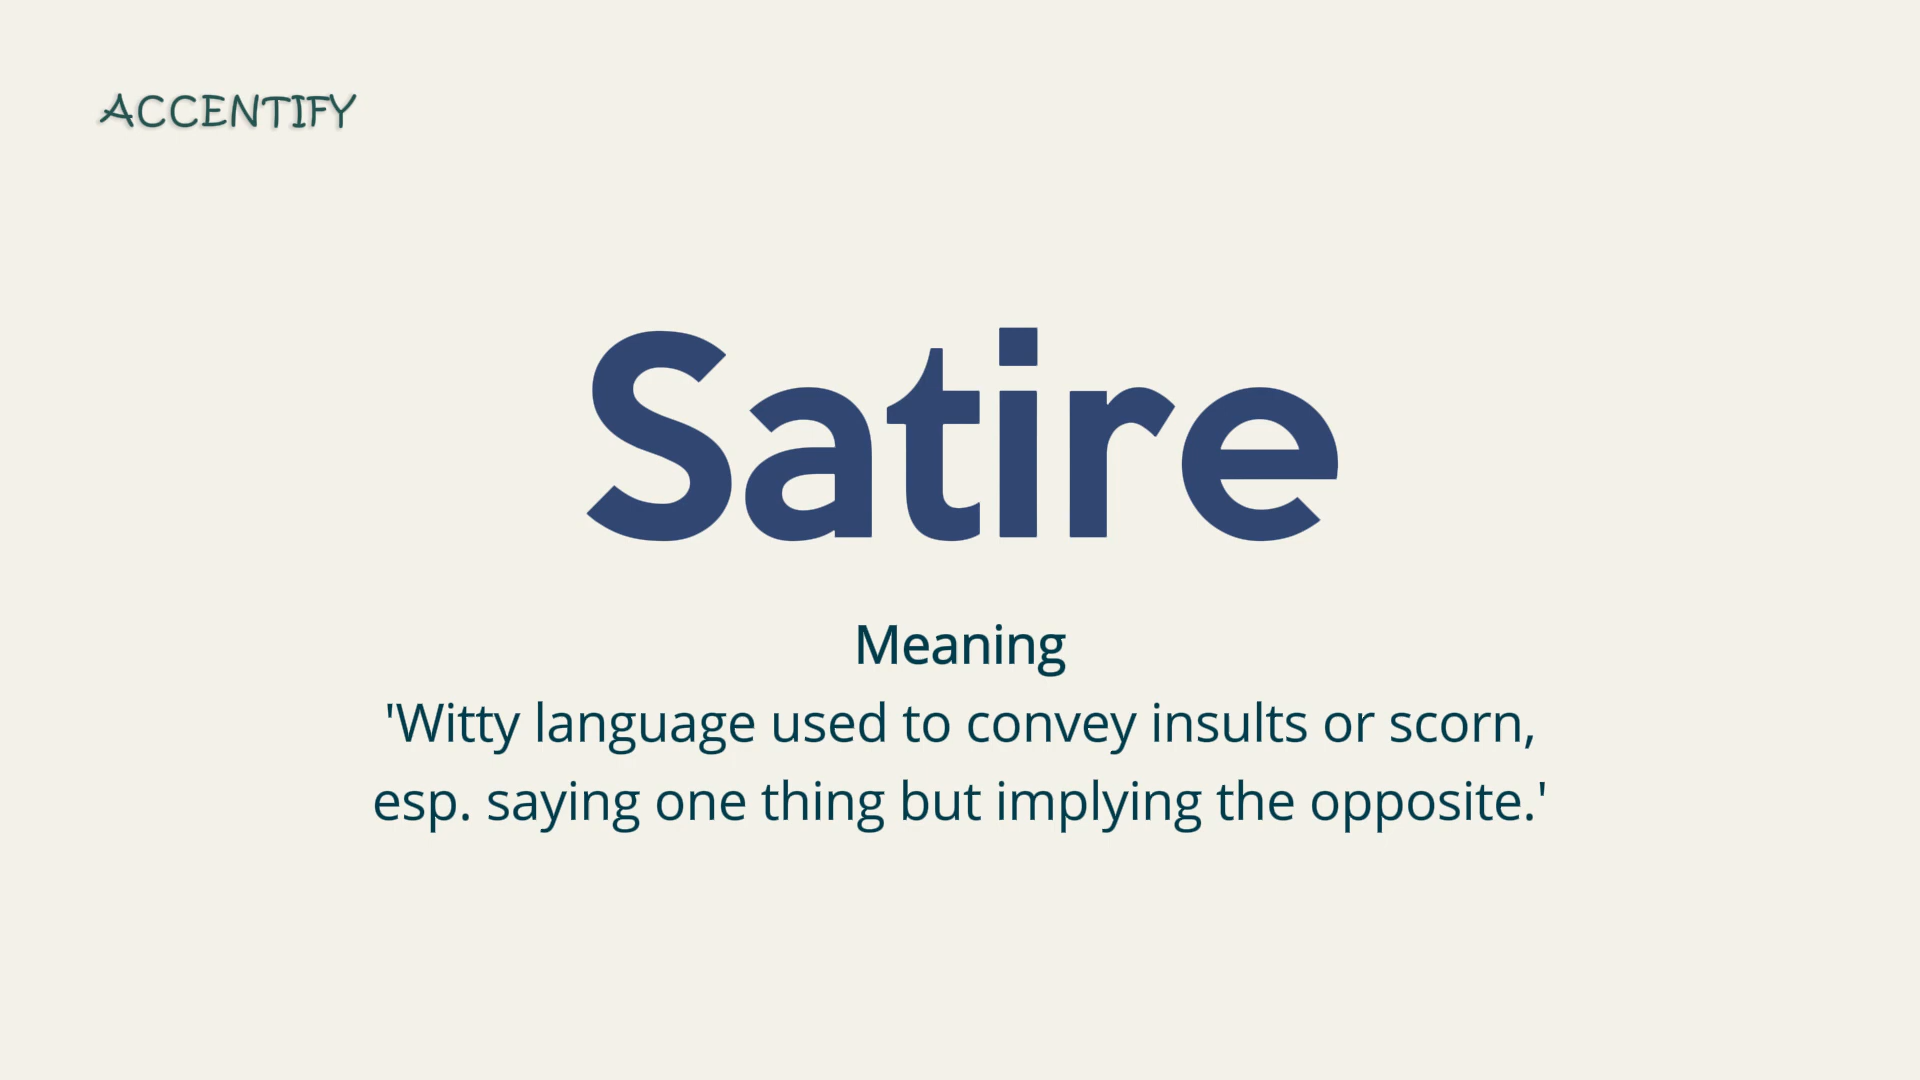 ACCENTIFY
Satire
Meaning
'Witty language used to convey insults or scorn,
esp. saying one thing but implying the opposite.'